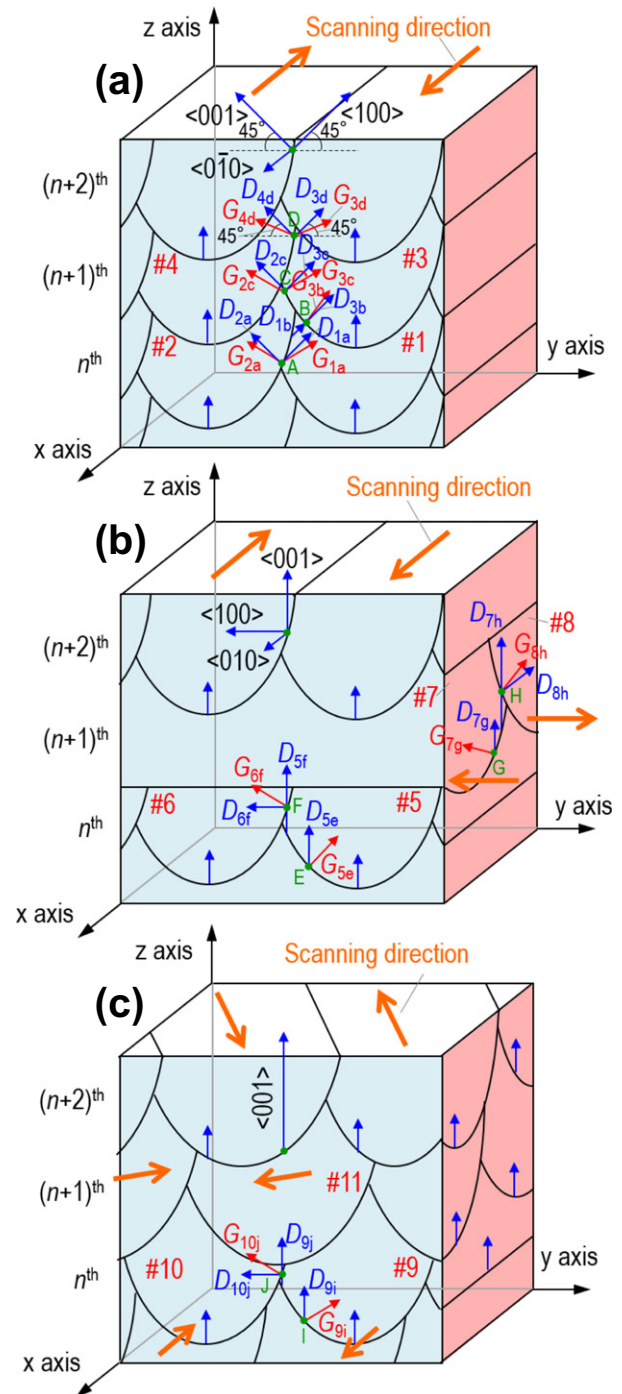 z axis
Scanning direction
(a)
<001>
<100>
45°
45°
<01̄0>
(n+2)th
D4d
D3d
G4d
G3d
D
45°
45°
D2c
D3c
#4
#3
(n+1)th
G2c
C
G3c
G3b
D3b
D2a
D1b
B
D1a
#2
#1
nth
G2a
A
G1a
y axis
x axis
z axis
Scanning direction
(b)
<001>
<100>
<010>
(n+2)th
D7h
#8
G8h
#7
H
D8h
(n+1)th
D7g
G7g
G
D5f
G6f
#6
F
#5
D6f
D5e
nth
G5e
E
y axis
x axis
z axis
Scanning direction
(c)
<001>
(n+2)th
(n+1)th
#11
G10j
D9j
#10
#9
nth
D10j
J
D9i
G9i
I
y axis
x axis